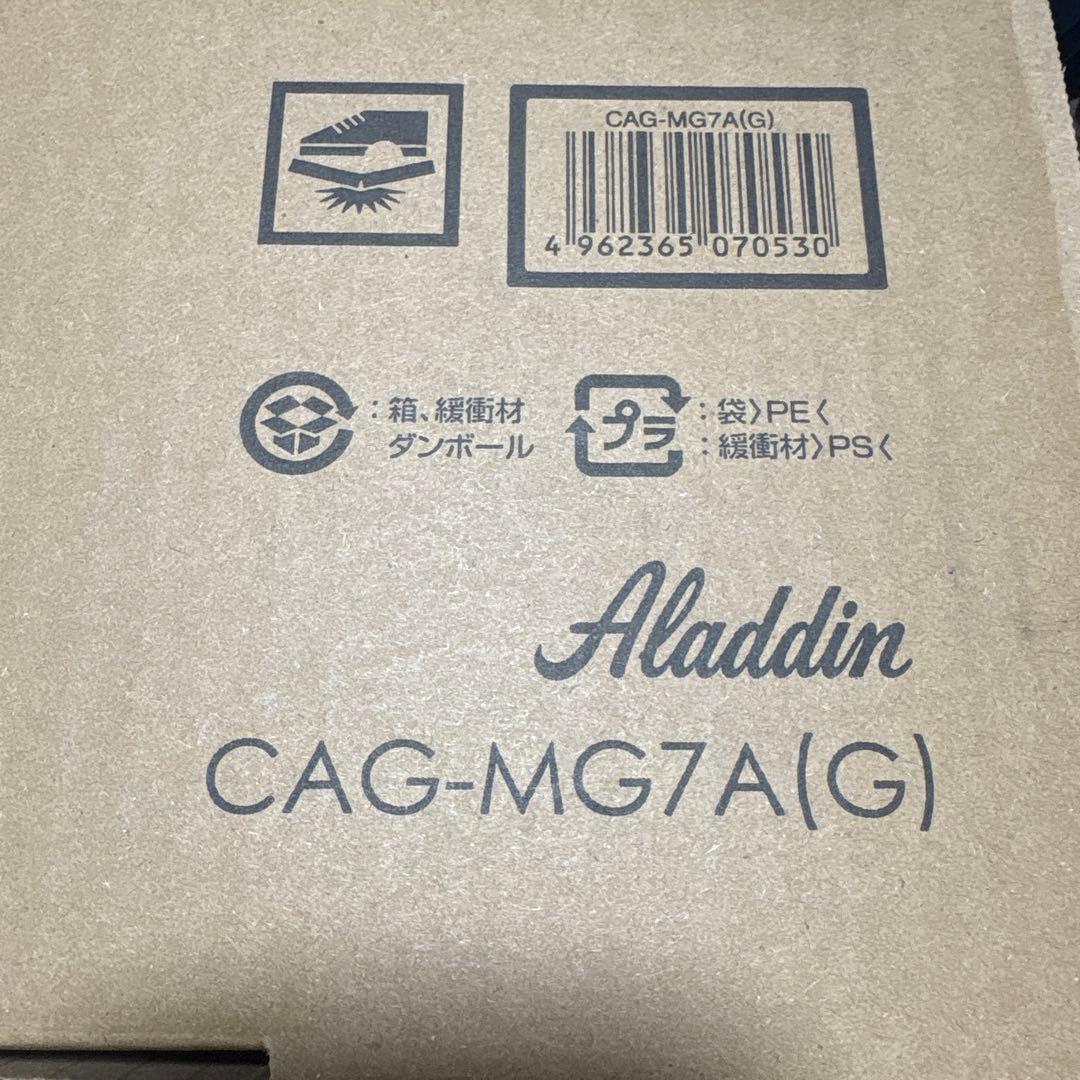 CAG-MG7A(G)
4 962365 070530
：箱、緩衝材
ダンボール
プラ
：袋〉PE〈
：緩衝材〉PS〈
Aladdin
CAG-MG7A(G)